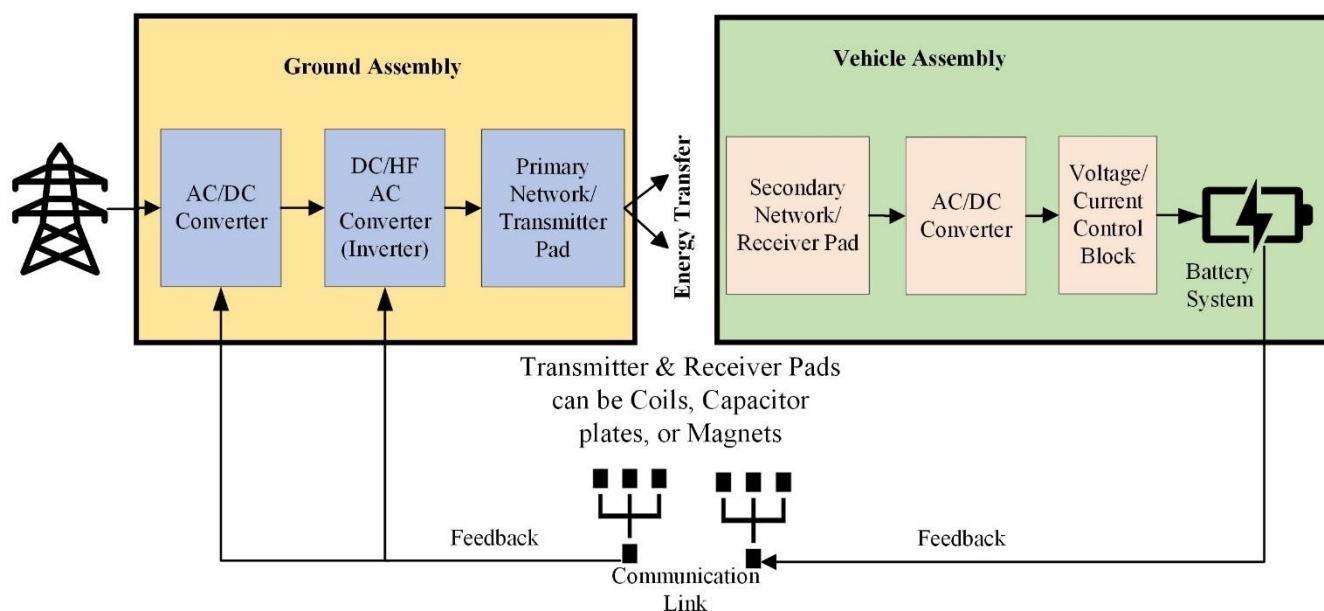 Ground Assembly
Vehicle Assembly
AC/DC
Converter
DC/HF
AC
Converter
(Inverter)
Primary
Network/
Transmitter
Pad
Energy Transfer
Secondary
Network/
Receiver Pad
AC/DC
Converter
Voltage/
Current
Control
Block
Battery
System
Transmitter & Receiver Pads
can be Coils, Capacitor
plates, or Magnets
Feedback
Feedback
Communication
Link